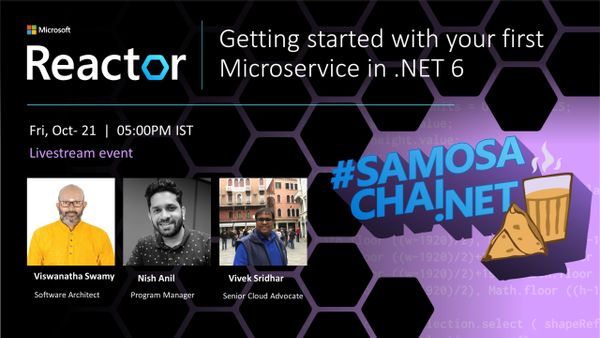 Microsoft
Reactor
Getting started with your first
Microservice in .NET 6
Fri, Oct- 21 | 05:00PM IST
Livestream event
#SAMOSA
CHAI
.NET
Viswanatha Swamy
Software Architect
Nish Anil
Program Manager
Vivek Sridhar
Senior Cloud Advocate